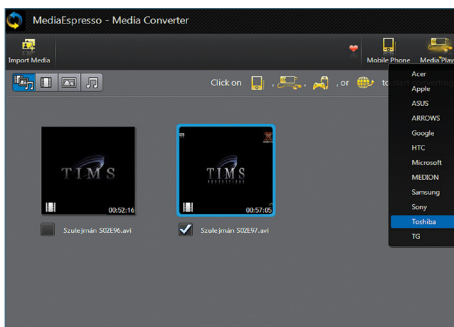 MediaEspresso - Media Converter
Import Media
Mobile Phone
Media Play
Click on , , , or to
TIMS
00:52:16
Szulejmán S02E96.avi
TIMS
00:57:05
Szulejmán S02E97.avi
Acer
Apple
ASUS
ARROWS
Google
HTC
Microsoft
MEDION
Samsung
Sony
Toshiba
TG